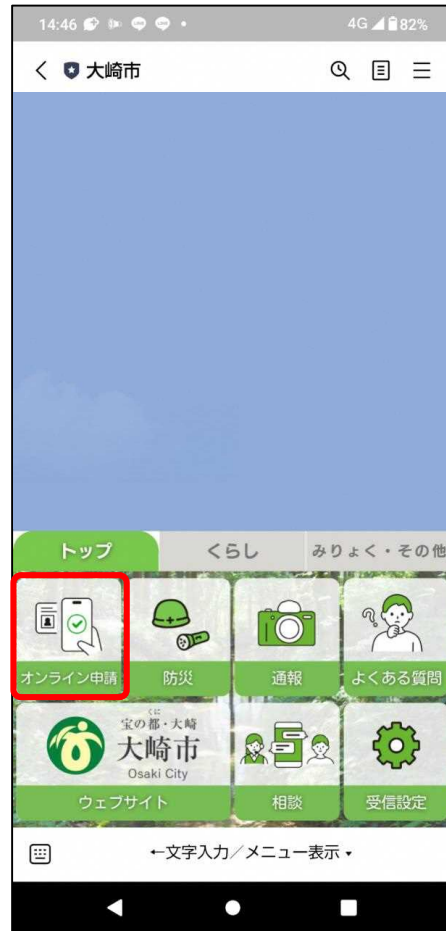 14:46
4G 82%
大崎市
トップ
くらし
みりょく・その他
オンライン申請
防災
通報
よくある質問
くに
宝の都・大崎
大崎市
Osaki City
ウェブサイト
相談
受信設定
←文字入力/メニュー表示▼